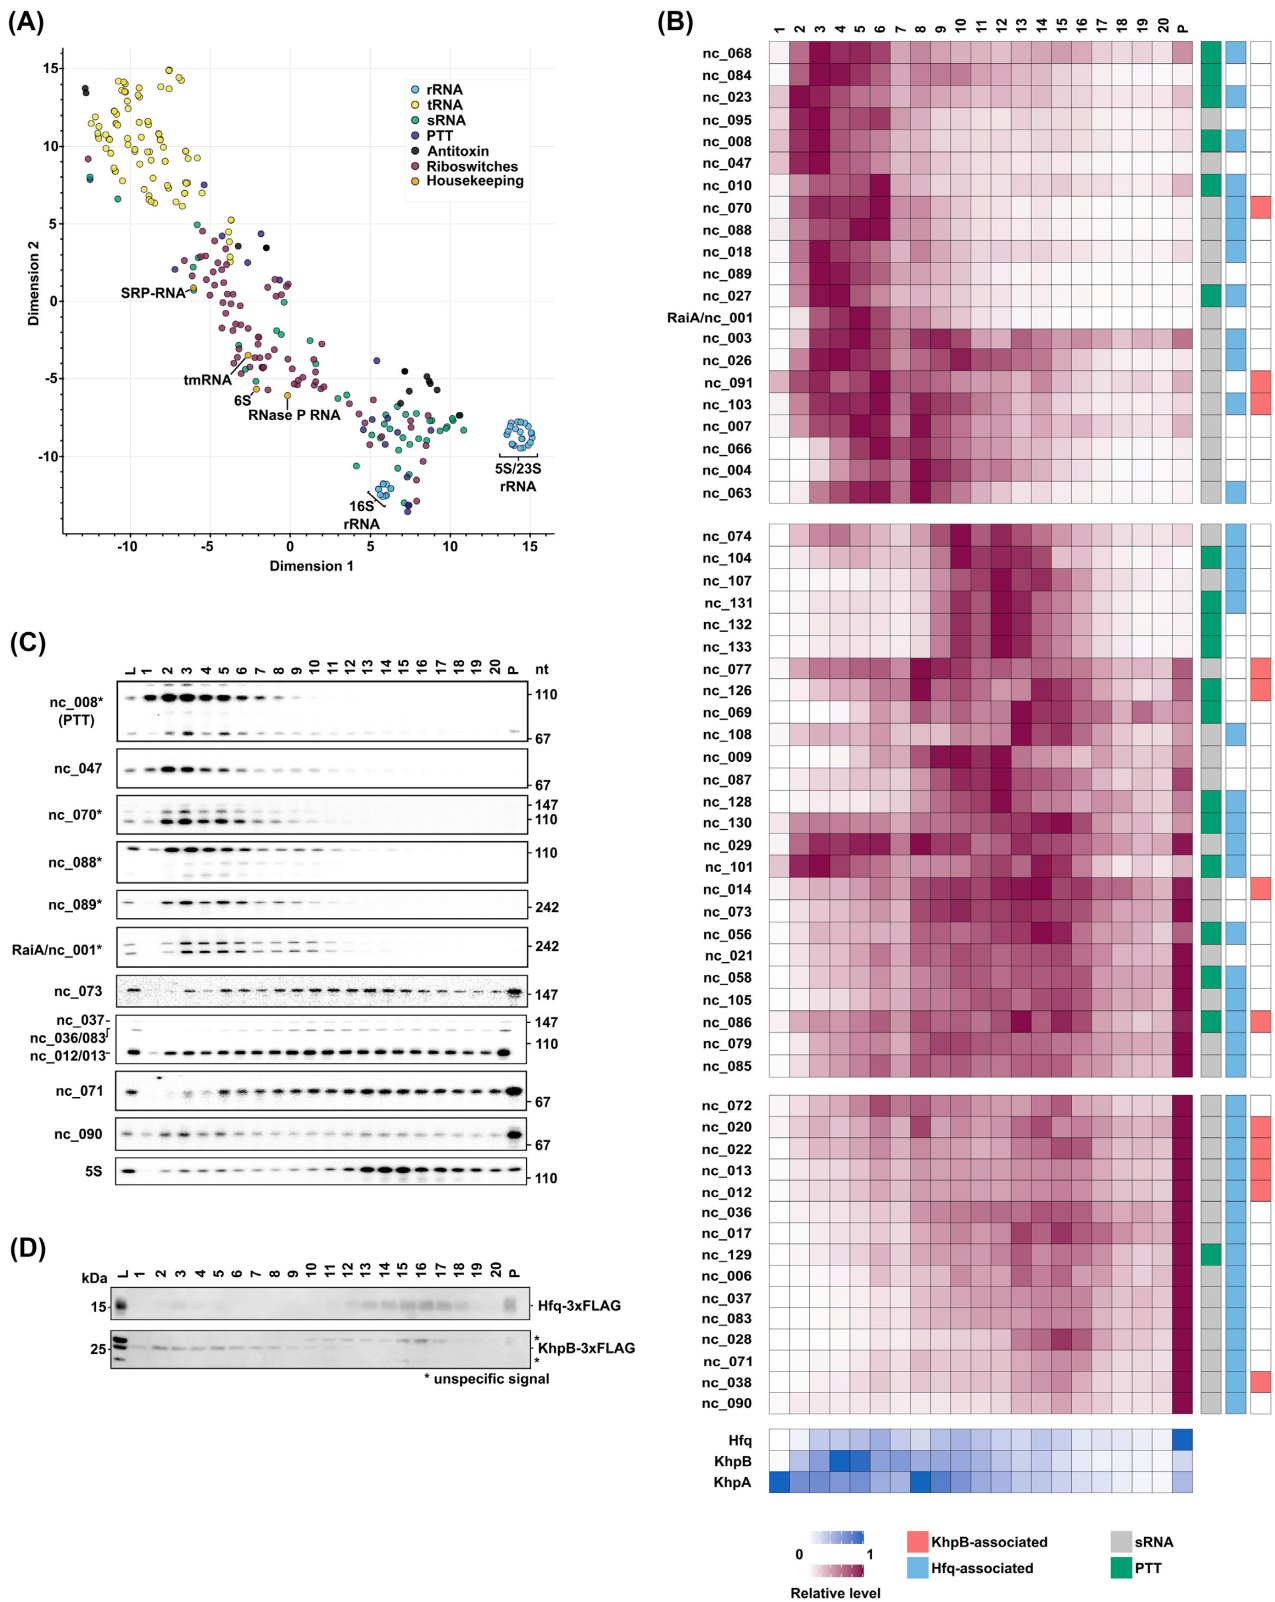 (A)
15
10
5
0
-5
-10
Dimension 2
-10
-5
0
5
10
15
Dimension 1
rRNA
tRNA
sRNA
PTT
Antitoxin
Riboswitches
Housekeeping
SRP-RNA
tmRNA
6S
RNase P RNA
16S
rRNA
5S/23S
rRNA
(B)
1 2 3 4 5 6 7 8 9 10 11 12 13 14 15 16 17 18 19 20 P
nc_068
nc_084
nc_023
nc_095
nc_008
nc_047
nc_010
nc_070
nc_088
nc_018
nc_089
nc_027
RaiA/nc_001
nc_003
nc_026
nc_091
nc_103
nc_007
nc_066
nc_004
nc_063
nc_074
nc_104
nc_107
nc_131
nc_132
nc_133
nc_077
nc_126
nc_069
nc_108
nc_009
nc_087
nc_128
nc_130
nc_029
nc_101
nc_014
nc_073
nc_056
nc_021
nc_058
nc_105
nc_086
nc_079
nc_085
nc_072
nc_020
nc_022
nc_013
nc_012
nc_036
nc_017
nc_129
nc_006
nc_037
nc_083
nc_028
nc_071
nc_038
nc_090
Hfq
KhpB
KhpA
0 1
Relative level
KhpB-associated
Hfq-associated
sRNA
PTT
(C)
L 1 2 3 4 5 6 7 8 9 10 11 12 13 14 15 16 17 18 19 20 P nt
nc_008*
(PTT)
110
67
nc_047
67
nc_070*
147
110
nc_088*
110
nc_089*
242
RaiA/nc_001*
242
nc_073
147
nc_037
nc_036/083
nc_012/013
147
110
nc_071
67
nc_090
67
5S
110
(D)
kDa
L 1 2 3 4 5 6 7 8 9 10 11 12 13 14 15 16 17 18 19 20 P
15
Hfq-3xFLAG
25
*
KhpB-3xFLAG
*
* unspecific signal